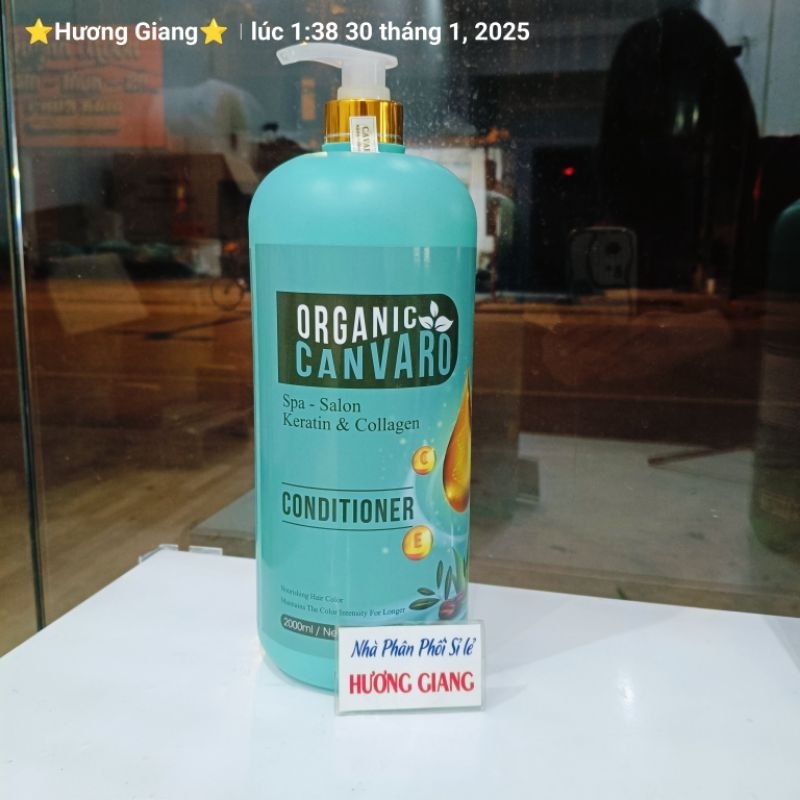 ⭐Hương Giang⭐ | lúc 1:38 30 tháng 1, 2025
ORGANIC
CANVARO
Spa - Salon
Keratin & Collagen
C
CONDITIONER
E
Nourishing Hair Color
Maintains The Color Intensity For Longer
2000ml / Ne
Nhà Phân Phối Sỉ lẻ
HƯƠNG GIANG